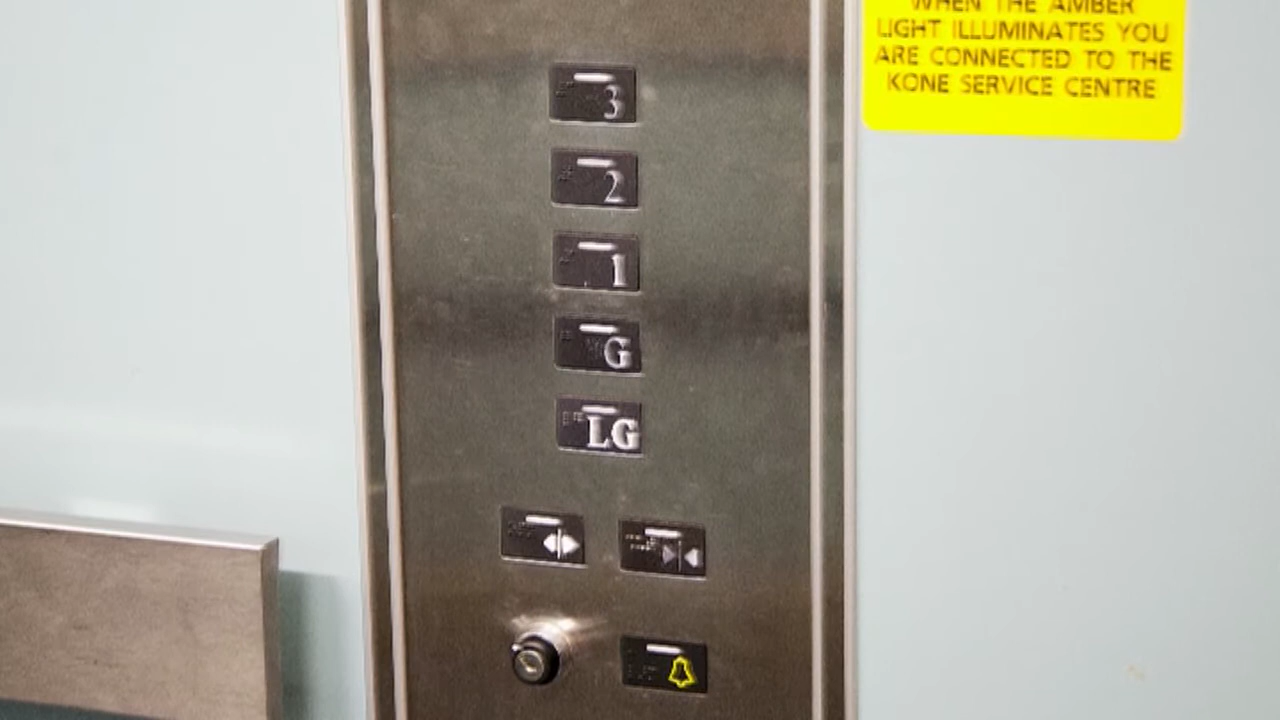 WHEN THE AMBER
LIGHT ILLUMINATES YOU
ARE CONNECTED TO THE
KONE SERVICE CENTRE
3
2
1
G
LG